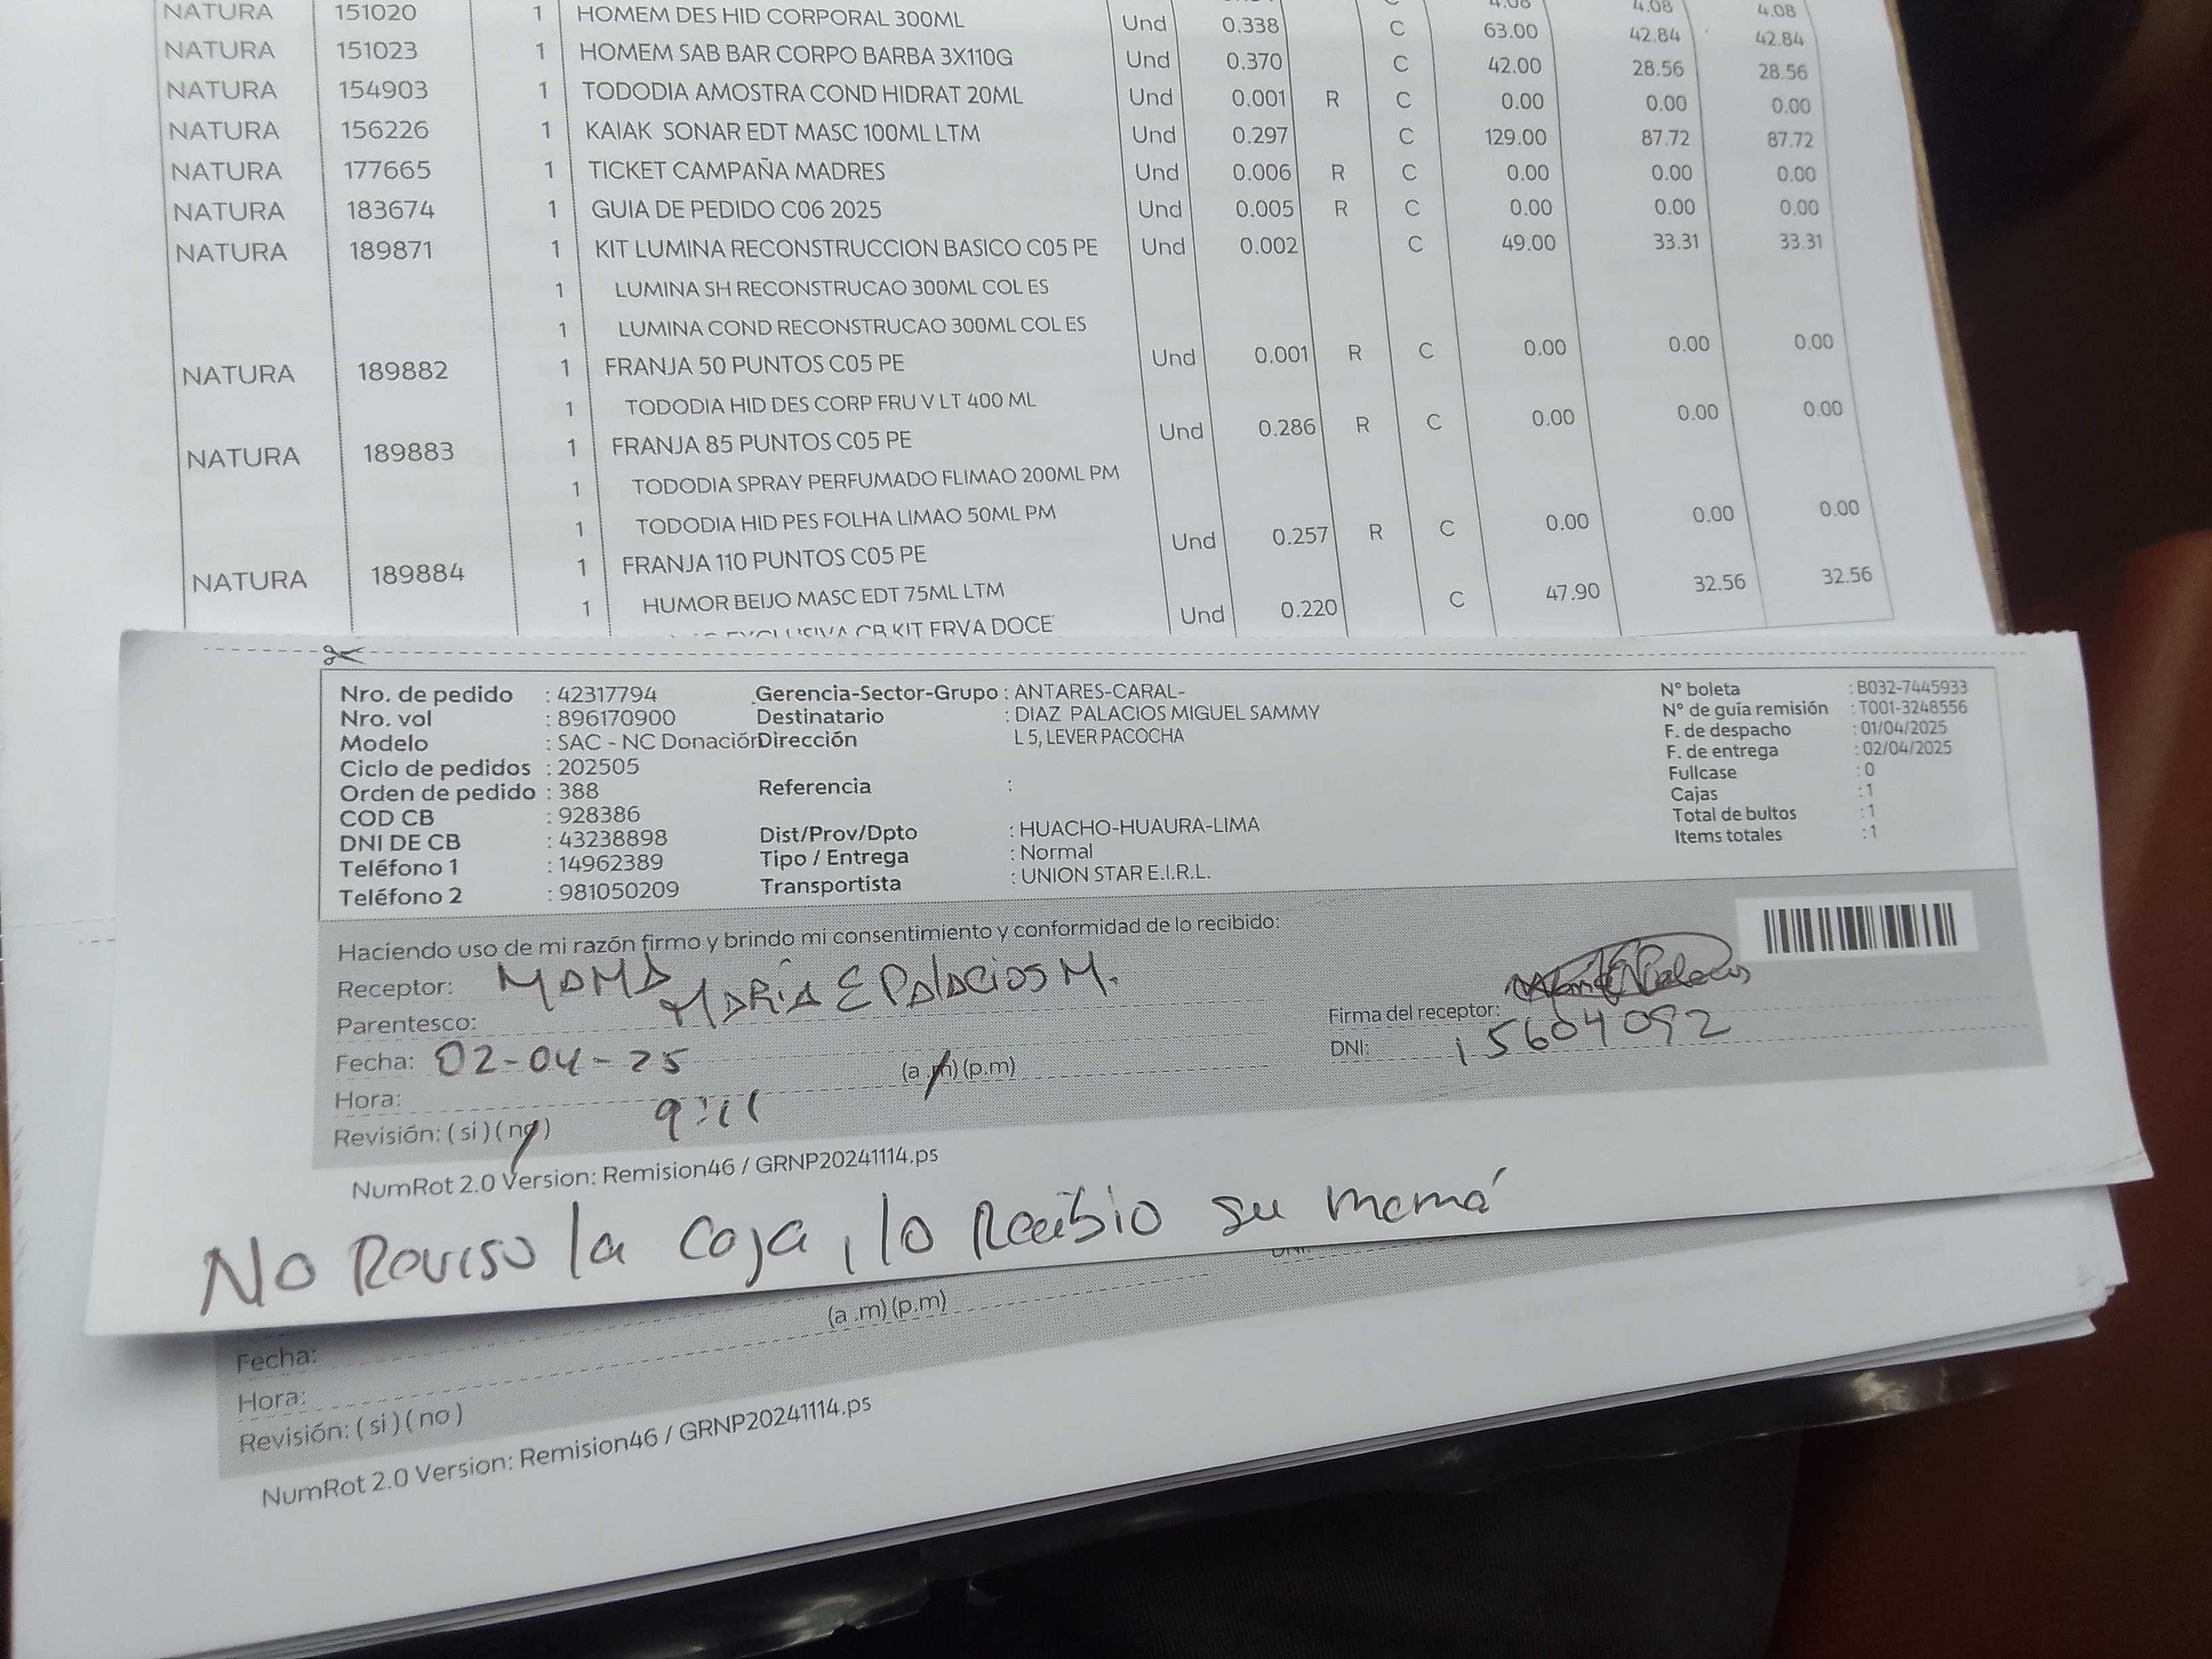 4.08 4.08 4.08
NATURA 151020 1 HOMEM DES HID CORPORAL 300ML Und 0.338 C 63.00 42.84 42.84
NATURA 151023 1 HOMEM SAB BAR CORPO BARBA 3X110G Und 0.370 C 42.00 28.56 28.56
NATURA 154903 1 TODODIA AMOSTRA COND HIDRAT 20ML Und 0.001 R C 0.00 0.00 0.00
NATURA 156226 1 KAIAK SONAR EDT MASC 100ML LTM Und 0.297 C 129.00 87.72 87.72
NATURA 177665 1 TICKET CAMPAÑA MADRES Und 0.006 R C 0.00 0.00 0.00
NATURA 183674 1 GUIA DE PEDIDO C06 2025 Und 0.005 R C 0.00 0.00 0.00
NATURA 189871 1 KIT LUMINA RECONSTRUCCION BASICO C05 PE Und 0.002 C 49.00 33.31 33.31
1 LUMINA SH RECONSTRUCAO 300ML COL ES
1 LUMINA COND RECONSTRUCAO 300ML COL ES
NATURA 189882 1 FRANJA 50 PUNTOS C05 PE Und 0.001 R C 0.00 0.00 0.00
1 TODODIA HID DES CORP FRU V LT 400 ML
NATURA 189883 1 FRANJA 85 PUNTOS C05 PE Und 0.286 R C 0.00 0.00 0.00
1 TODODIA SPRAY PERFUMADO FLIMAO 200ML PM
1 TODODIA HID PES FOLHA LIMAO 50ML PM
NATURA 189884 1 FRANJA 110 PUNTOS C05 PE Und 0.257 R C 0.00 0.00 0.00
1 HUMOR BEIJO MASC EDT 75ML LTM
EXCLUSIVA CB KIT ERVA DOCE Und 0.220 C 47.90 32.56 32.56
Nro. de pedido : 42317794 Gerencia-Sector-Grupo : ANTARES-CARAL- N° boleta : B032-7445933
Nro. vol : 896170900 Destinatario : DIAZ PALACIOS MIGUEL SAMMY N° de guía remisión : T001-3248556
Modelo : SAC - NC Donación Dirección L 5, LEVER PACOCHA F. de despacho : 01/04/2025
Ciclo de pedidos : 202505 F. de entrega : 02/04/2025
Orden de pedido : 388 Referencia : Fullcase : 0
COD CB : 928386 Cajas : 1
DNI DE CB : 43238898 Dist/Prov/Dpto : HUACHO-HUAURA-LIMA Total de bultos : 1
Teléfono 1 : 14962389 Tipo / Entrega : Normal Items totales : 1
Teléfono 2 : 981050209 Transportista : UNION STAR E.I.R.L.
Haciendo uso de mi razón firmo y brindo mi consentimiento y conformidad de lo recibido:
Receptor: MAMA MARIA E PALACIOS M.
Parentesco: Firma del receptor:
Fecha: 02-04-25 (a .m) (p.m) DNI: 15604092
Hora: 9:11
Revisión: ( si ) ( no )
NumRot 2.0 Version: Remision46 / GRNP20241114.ps
No Reviso la caja, lo Recibio su mamá
(a .m) (p.m)
Fecha:
Hora:
Revisión: ( si ) ( no )
NumRot 2.0 Version: Remision46 / GRNP20241114.ps